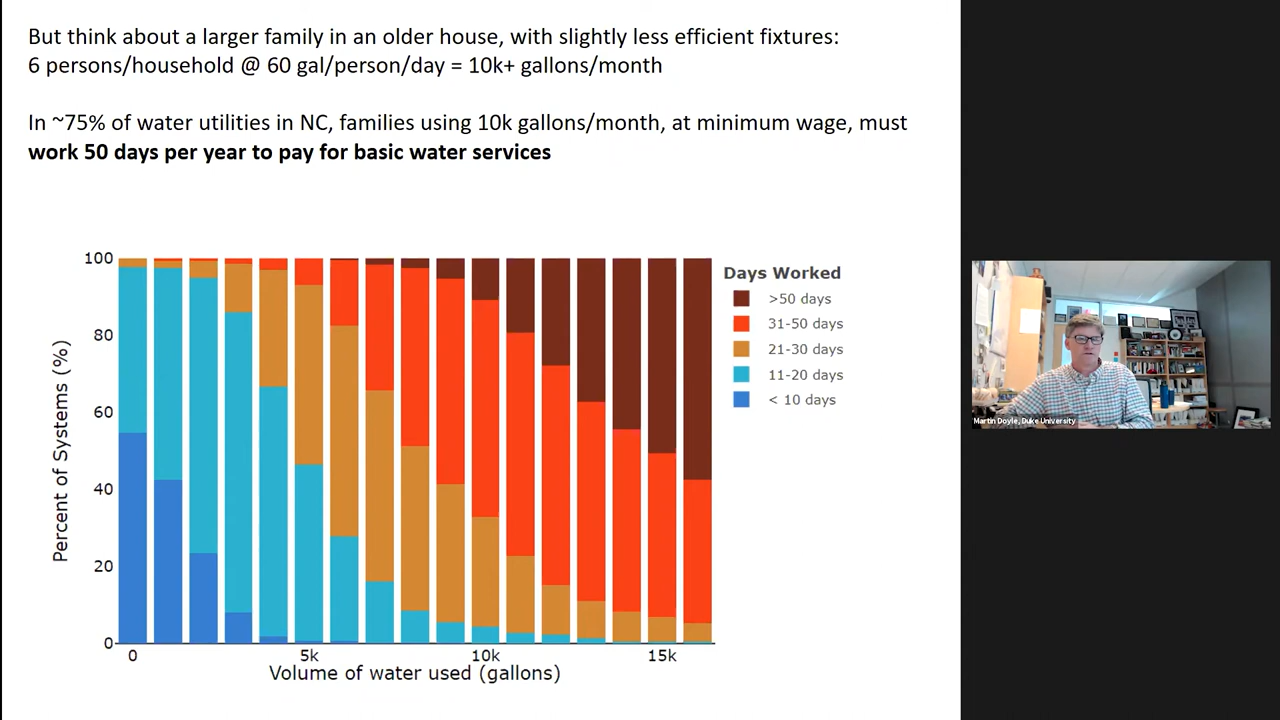 But think about a larger family in an older house, with slightly less efficient fixtures:
6 persons/household @ 60 gal/person/day = 10k+ gallons/month
In ~75% of water utilities in NC, families using 10k gallons/month, at minimum wage, must
work 50 days per year to pay for basic water services
Percent of Systems (%)
100
80
60
40
20
0
0
5k
10k
15k
Volume of water used (gallons)
Days Worked
>50 days
31-50 days
21-30 days
11-20 days
< 10 days
Martin Doyle, Duke University